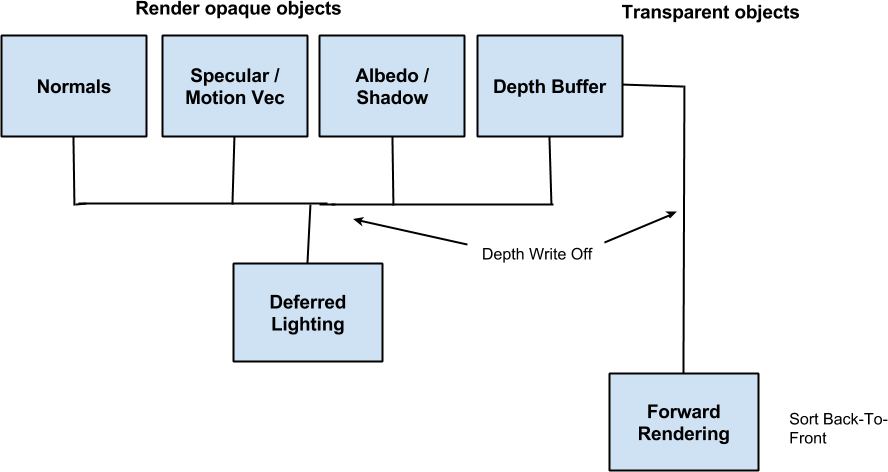 Render opaque objects
Transparent objects
Normals
Specular /
Motion Vec
Albedo /
Shadow
Depth Buffer
Depth Write Off
Deferred
Lighting
Forward
Rendering
Sort Back-To-
Front